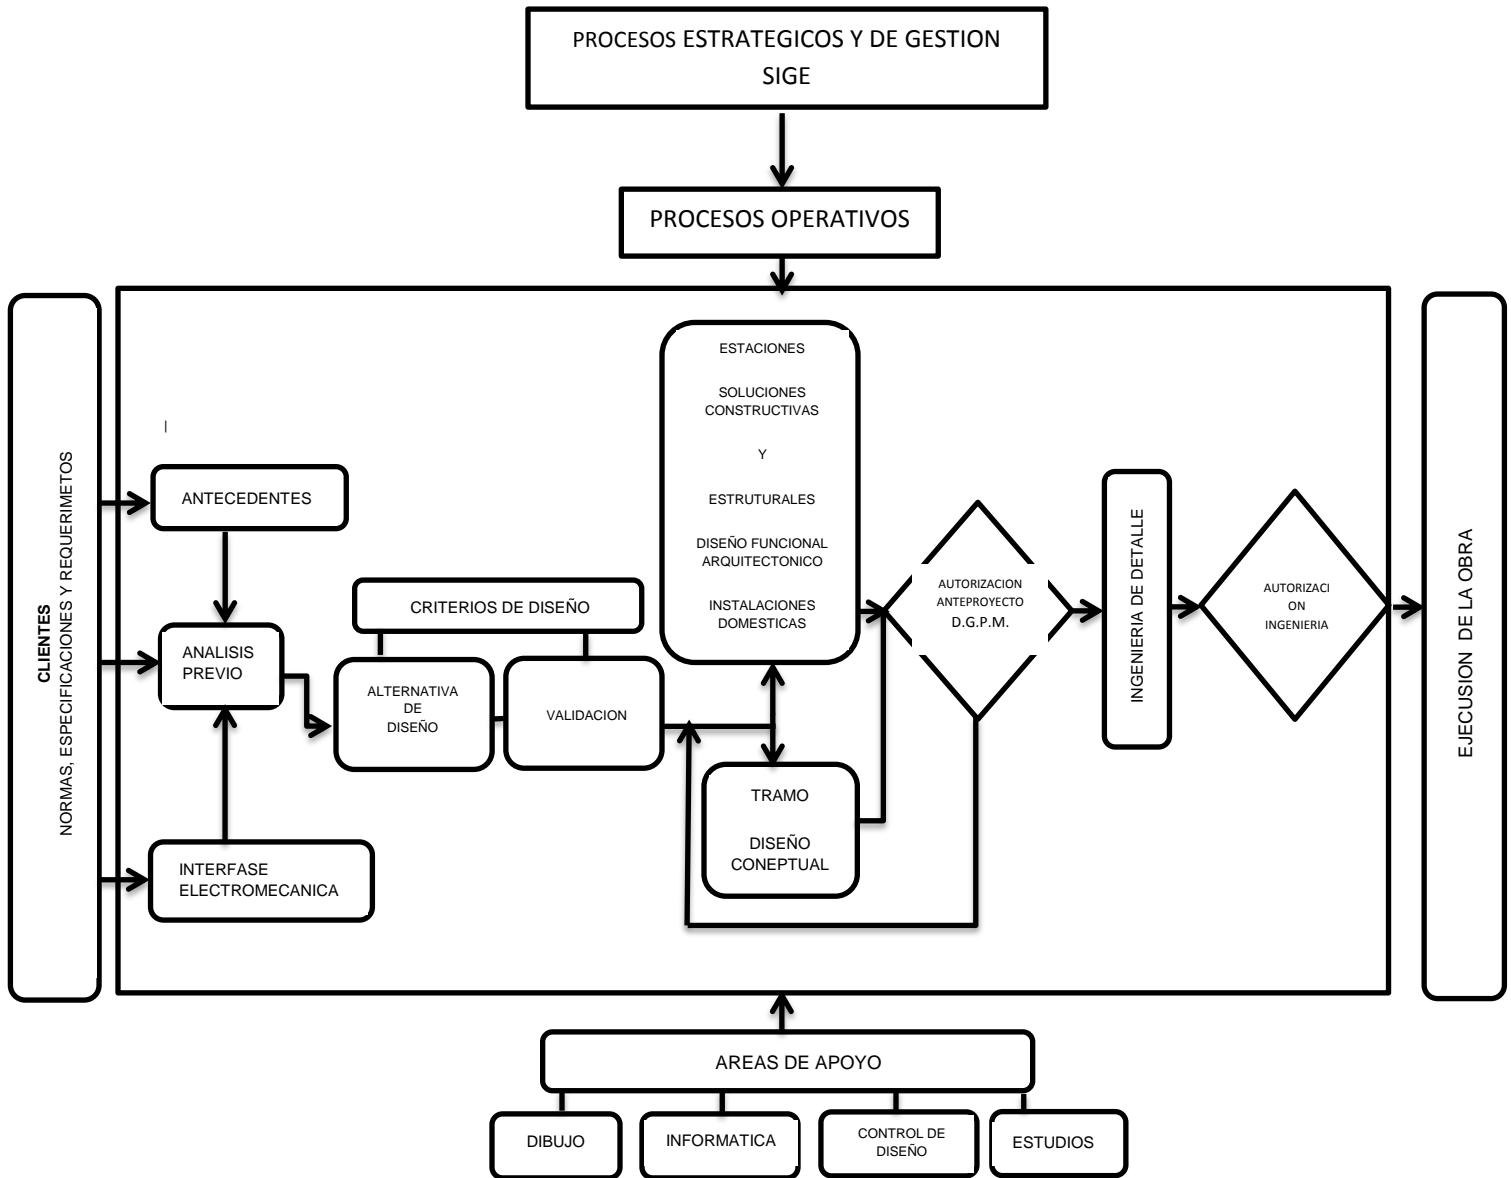 PROCESOS ESTRATEGICOS Y DE GESTION
SIGE
PROCESOS OPERATIVOS
CLIENTES
NORMAS, ESPECIFICACIONES Y REQUERIMETOS
ANTECEDENTES
ANALISIS
PREVIO
INTERFASE
ELECTROMECANICA
CRITERIOS DE DISEÑO
ALTERNATIVA
DE
DISEÑO
VALIDACION
ESTACIONES
SOLUCIONES
CONSTRUCTIVAS
Y
ESTRUTURALES
DISEÑO FUNCIONAL
ARQUITECTONICO
INSTALACIONES
DOMESTICAS
TRAMO
DISEÑO
CONEPTUAL
AUTORIZACION
ANTEPROYECTO
D.G.P.M.
INGENIERIA DE DETALLE
AUTORIZACI
ON
INGENIERIA
EJECUSION DE LA OBRA
AREAS DE APOYO
DIBUJO
INFORMATICA
CONTROL DE
DISEÑO
ESTUDIOS